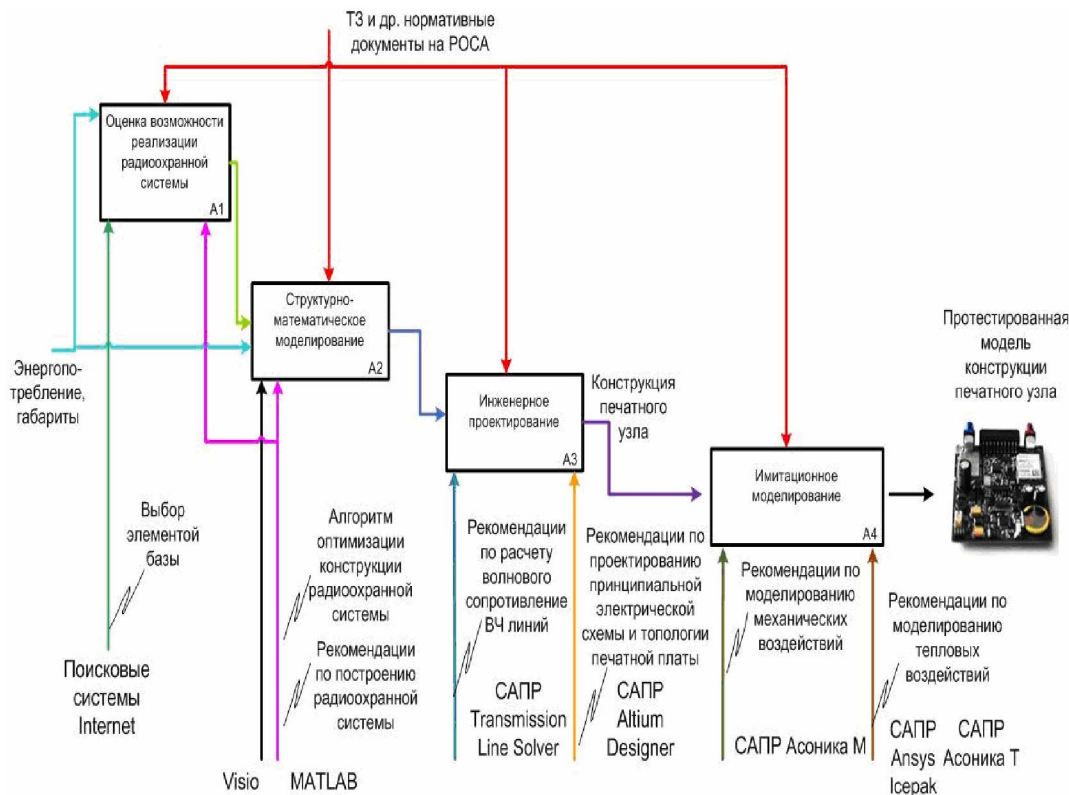 ТЗ и др. нормативные
документы на РОСА
Оценка возможности
реализации
радиоохранной
системы
A1
Структурно-
математическое
моделирование
A2
Энергопо-
требление,
габариты
Инженерное
проектирование
A3
Конструкция
печатного
узла
Имитационное
моделирование
A4
Протестированная
модель
конструкции
печатного узла
Выбор
элементой
базы
Алгоритм
оптимизации
конструкции
радиоохранной
системы
Рекомендации
по построению
радиоохранной
системы
Рекомендации
по расчету
волнового
сопротивление
ВЧ линий
Рекомендации по
проектированию
принципиальной
электрической
схемы и топологии
печатной платы
Рекомендации по
моделированию
механических
воздействий
Рекомендации по
моделированию
тепловых
воздействий
Поисковые
системы
Internet
Visio
MATLAB
САПР
Transmission
Line Solver
САПР
Altium
Designer
САПР Асоника М
САПР
Ansys
Icepak
САПР
Асоника Т